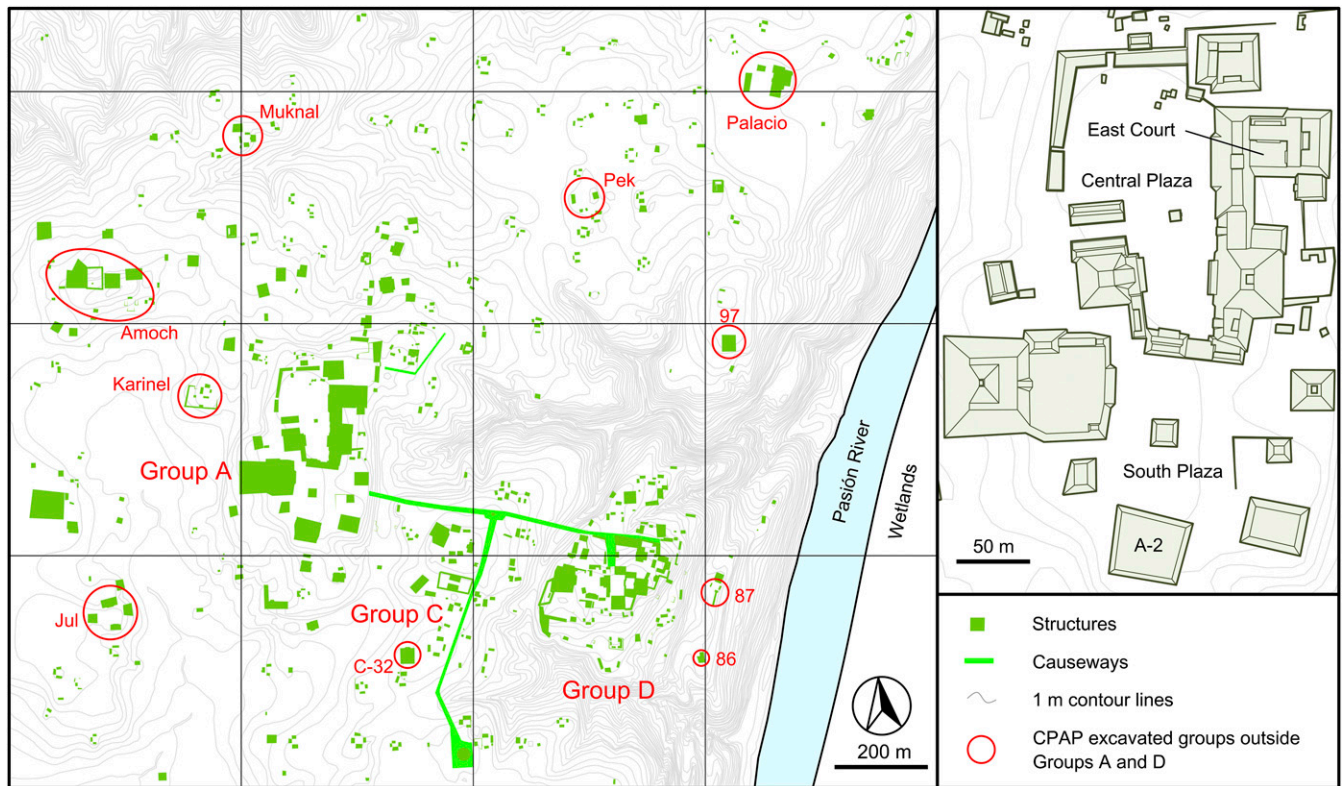 Muknal
Palacio
Pek
Amoch
97
Karinel
Group A
Pasión River
Wetlands
Jul
Group C
C-32
87
86
Group D
200 m
East Court
Central Plaza
South Plaza
A-2
50 m
Structures
Causeways
1 m contour lines
CPAP excavated groups outside
Groups A and D